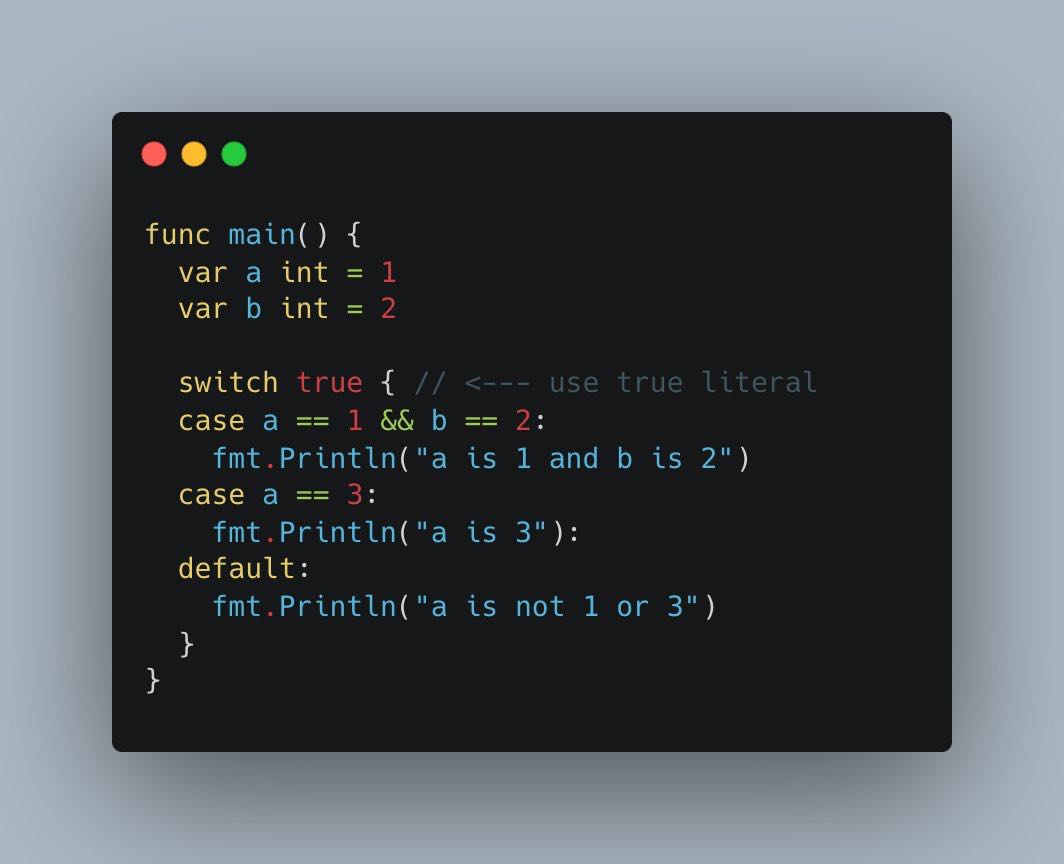 func main() {
  var a int = 1
  var b int = 2

  switch true { // <--- use true literal
  case a == 1 && b == 2:
    fmt.Println("a is 1 and b is 2")
  case a == 3:
    fmt.Println("a is 3"):
  default:
    fmt.Println("a is not 1 or 3")
  }
}